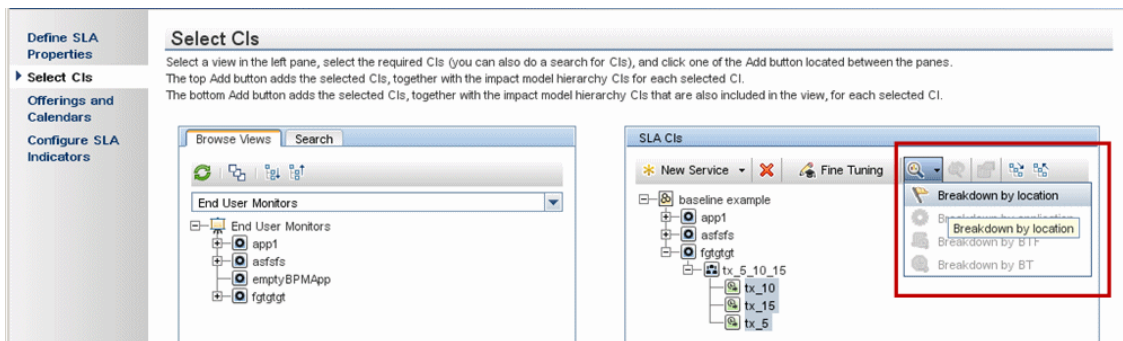 Define SLA
Properties
Select CIs
Offerings and
Calendars
Configure SLA
Indicators
Select CIs
Select a view in the left pane, select the required CIs (you can also do a search for CIs), and click one of the Add button located between the panes.
The top Add button adds the selected CIs, together with the impact model hierarchy CIs for each selected CI.
The bottom Add button adds the selected CIs, together with the impact model hierarchy CIs that are also included in the view, for each selected CI.
Browse Views Search
End User Monitors
End User Monitors
app1
asfsfs
emptyBPMApp
fgtgtgt
SLA CIs
New Service Fine Tuning
baseline example
app1
asfsfs
fgtgtgt
tx_5_10_15
tx_10
tx_15
tx_5
Breakdown by location
Breakdown by location
Breakdown by BTF
Breakdown by BT